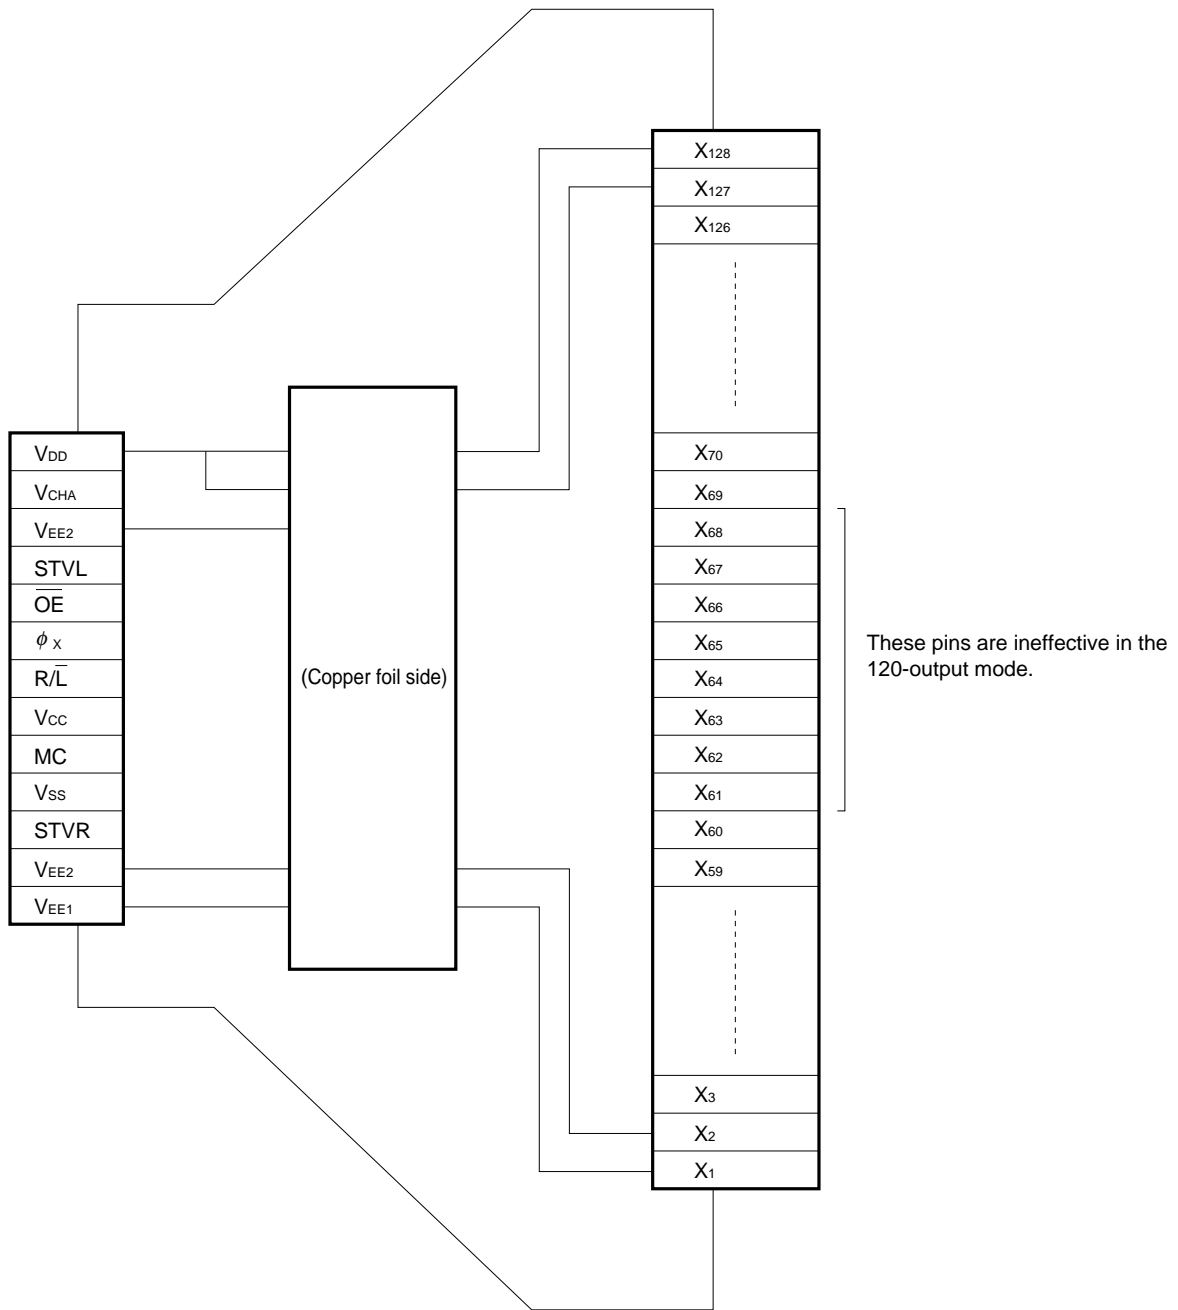 VDD
VCHA
VEE2
STVL
O̅E̅
ϕX
R/L̅
VCC
MC
VSS
STVR
VEE2
VEE1
(Copper foil side)
X128
X127
X126
X70
X69
X68
X67
X66
X65
X64
X63
X62
X61
X60
X59
X3
X2
X1
These pins are ineffective in the
120-output mode.